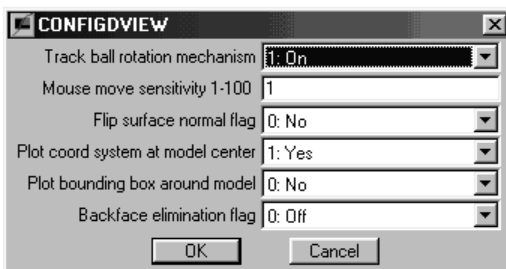 CONFIGDVIEW
Track ball rotation mechanism 1: On
Mouse move sensitivity 1-100 1
Flip surface normal flag 0: No
Plot coord system at model center 1: Yes
Plot bounding box around model 0: No
Backface elimination flag 0: Off
OK Cancel